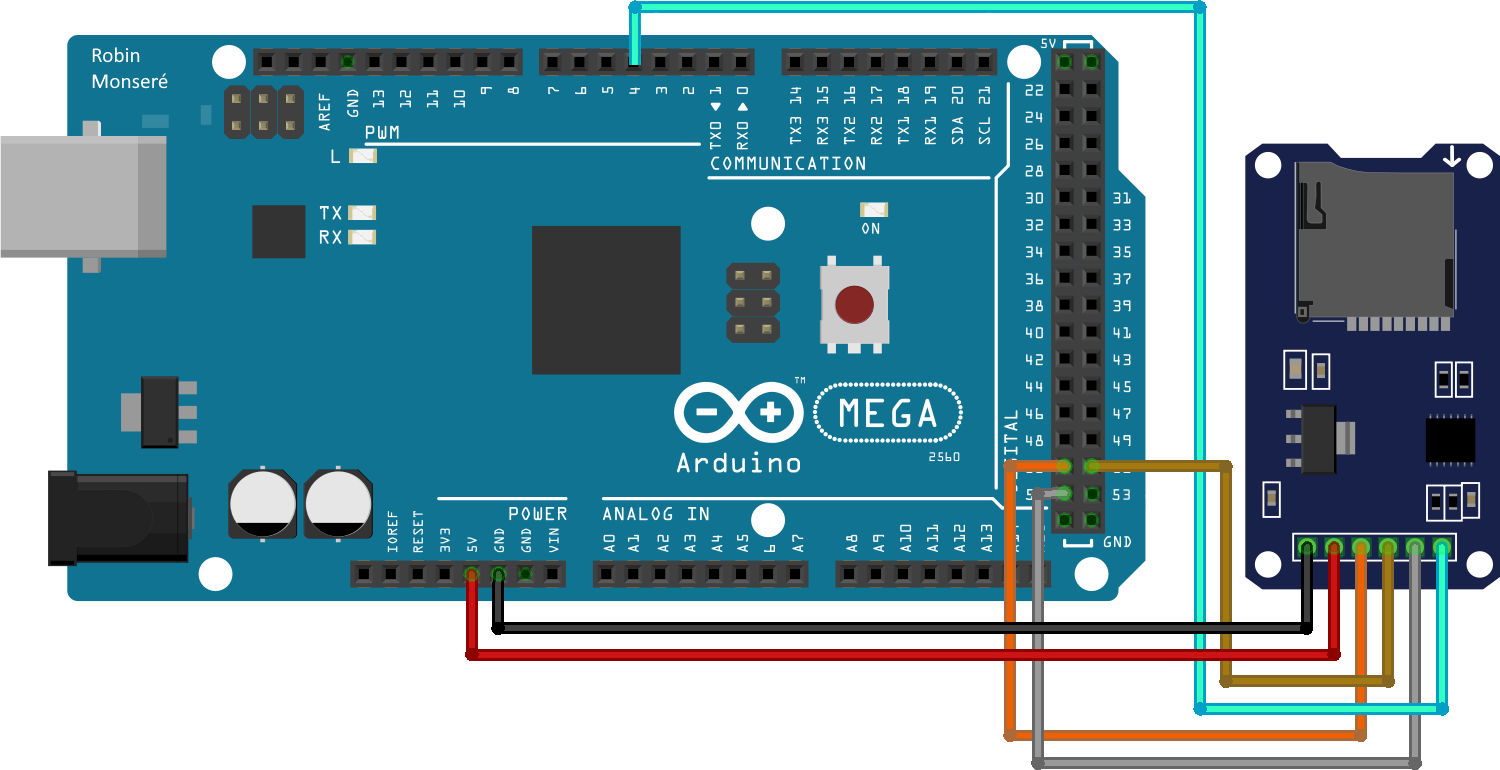 Robin
Monseré
AREF
GND
13
12
11
10
9
8
7
6
5
4
3
2
TX0 ◄ 1
RX0 ► 0
TX3 14
RX3 15
TX2 16
RX2 17
TX1 18
RX1 19
SDA 20
SCL 21
5V
PWM
COMMUNICATION
L
TX
RX
ON
22
24
26
28
30 31
32 33
34 35
36 37
38 39
40 41
42 43
44 45
46 47
48 49
53
GND
MEGA
2560
TM
Arduino
POWER
ANALOG IN
IOREF
RESET
3V3
5V
GND
GND
VIN
A0
A1
A2
A3
A4
A5
6
A7
A8
A9
A10
A11
A12
A13